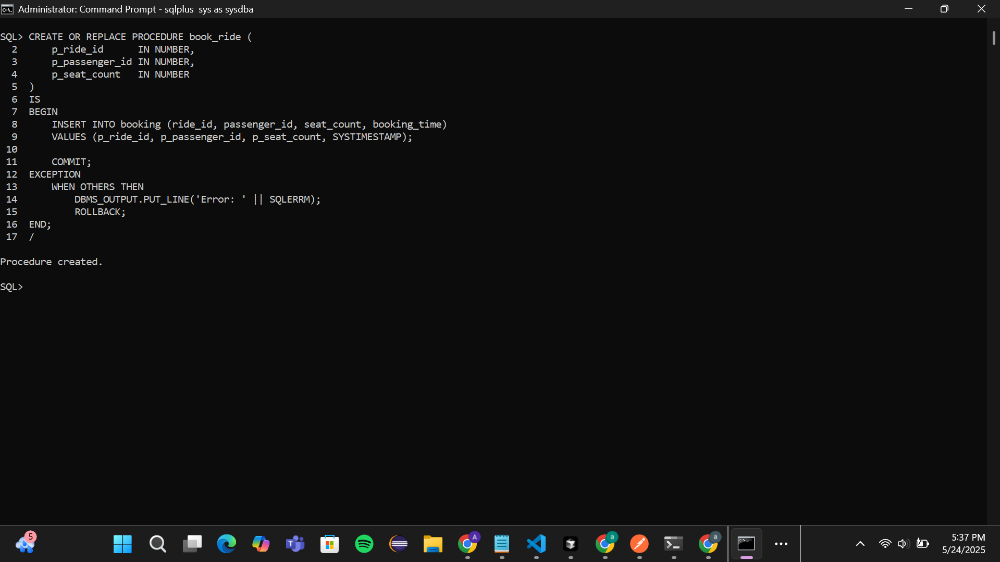 Administrator: Command Prompt - sqlplus  sys as sysdba
SQL> CREATE OR REPLACE PROCEDURE book_ride (
  2      p_ride_id      IN NUMBER,
  3      p_passenger_id IN NUMBER,
  4      p_seat_count   IN NUMBER
  5  )
  6  IS
  7  BEGIN
  8      INSERT INTO booking (ride_id, passenger_id, seat_count, booking_time)
  9      VALUES (p_ride_id, p_passenger_id, p_seat_count, SYSTIMESTAMP);
 10
 11      COMMIT;
 12  EXCEPTION
 13      WHEN OTHERS THEN
 14          DBMS_OUTPUT.PUT_LINE('Error: ' || SQLERRM);
 15          ROLLBACK;
 16  END;
 17  /
Procedure created.
SQL>
5
A
a
a
5:37 PM
5/24/2025